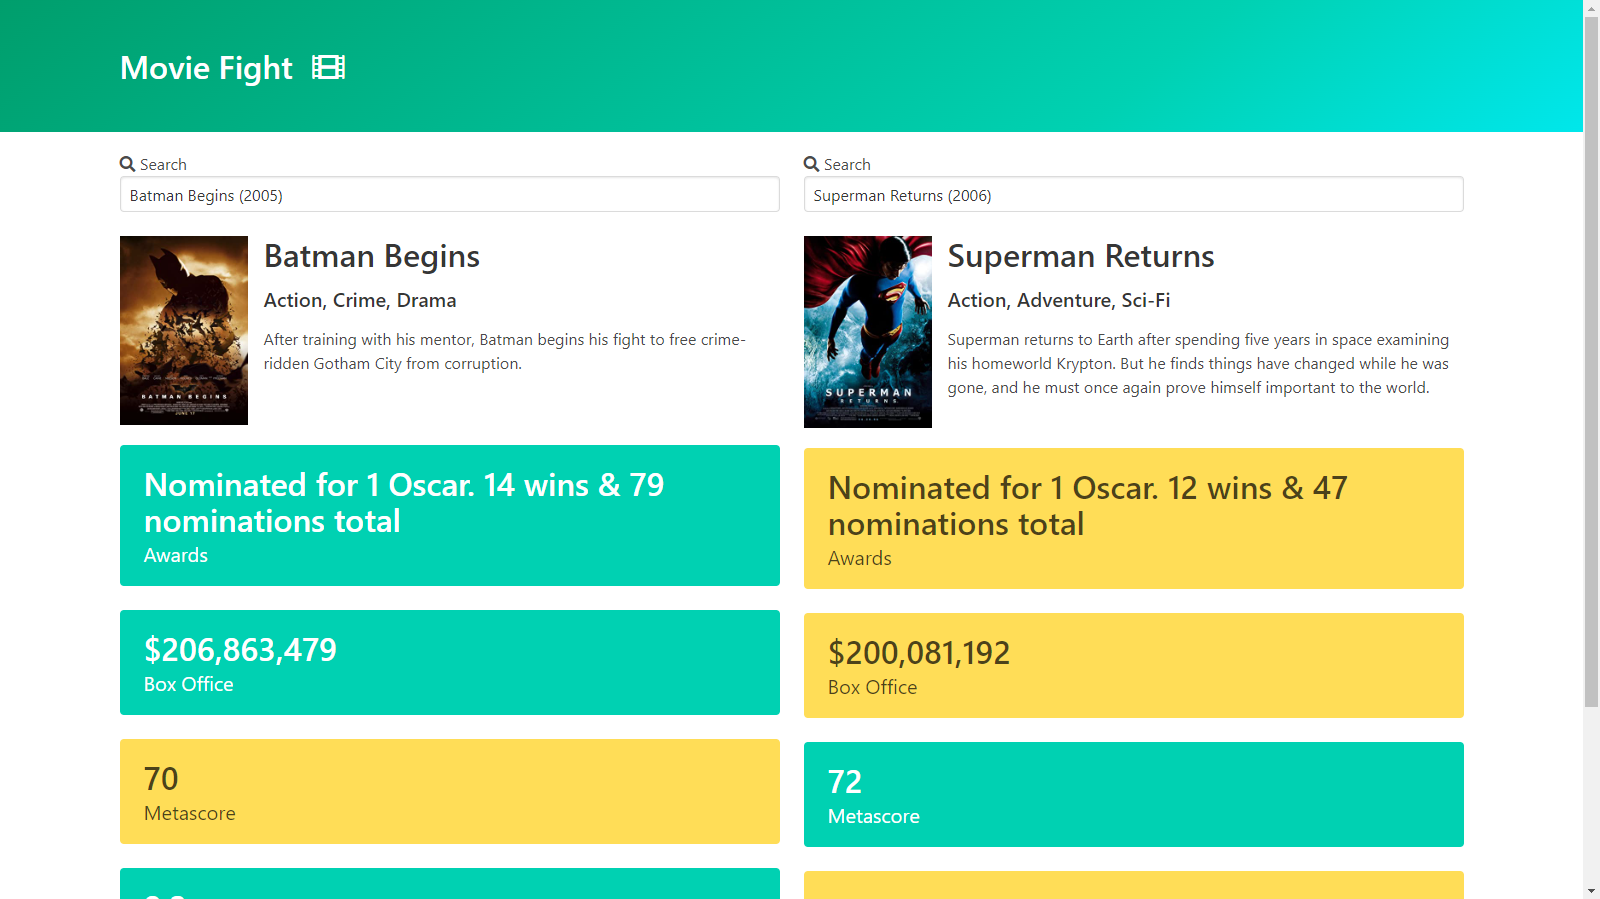 Movie Fight
Search
Batman Begins (2005)
Batman Begins
Action, Crime, Drama
After training with his mentor, Batman begins his fight to free crime-
ridden Gotham City from corruption.
BATMAN BEGINS
JUNE 17
Nominated for 1 Oscar. 14 wins & 79
nominations total
Awards
$206,863,479
Box Office
70
Metascore
Search
Superman Returns (2006)
Superman Returns
Action, Adventure, Sci-Fi
Superman returns to Earth after spending five years in space examining
his homeworld Krypton. But he finds things have changed while he was
gone, and he must once again prove himself important to the world.
SUPERMAN
RETURNS
Nominated for 1 Oscar. 12 wins & 47
nominations total
Awards
$200,081,192
Box Office
72
Metascore